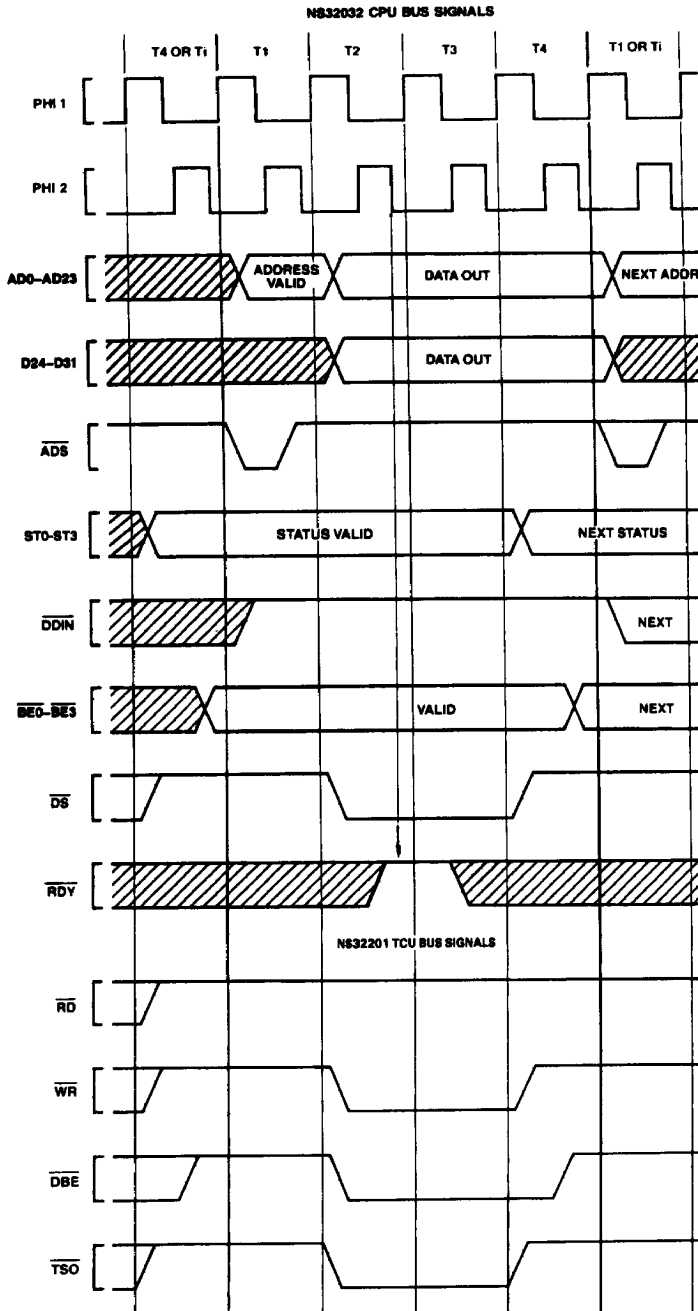 NS32032 CPU BUS SIGNALS
T4 OR Ti T1 T2 T3 T4 T1 OR Ti
PHI 1
PHI 2
AD0–AD23 ADDRESS VALID DATA OUT NEXT ADDR
D24–D31 DATA OUT
ADS
ST0-ST3 STATUS VALID NEXT STATUS
DDIN NEXT
BE0–BE3 VALID NEXT
DS
RDY
NS32201 TCU BUS SIGNALS
RD
WR
DBE
TSO